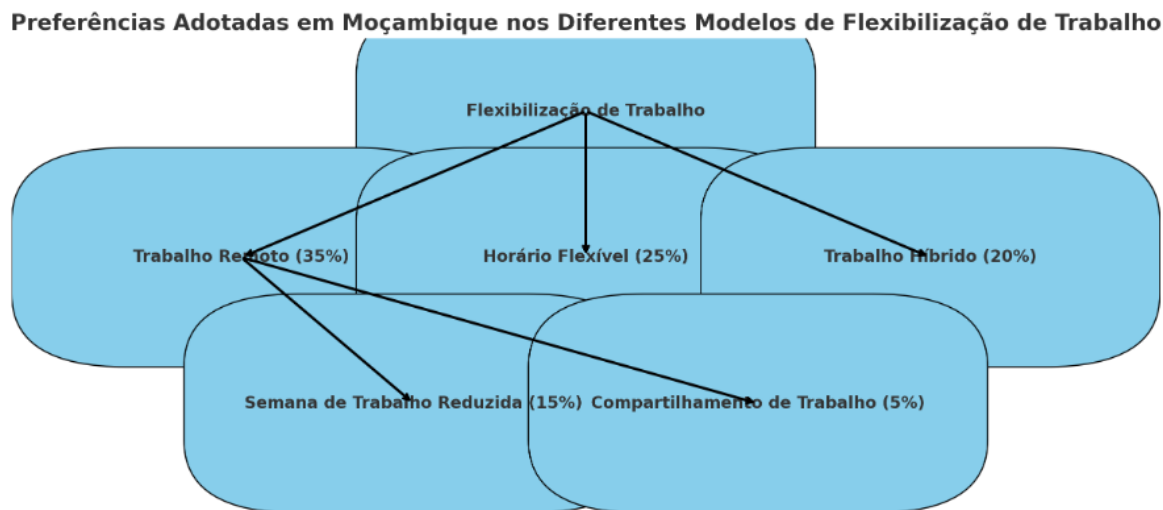 Preferências Adotadas em Moçambique nos Diferentes Modelos de Flexibilização de Trabalho
Flexibilização de Trabalho
Trabalho Remoto (35%)
Horário Flexível (25%)
Trabalho Híbrido (20%)
Semana de Trabalho Reduzida (15%)
Compartilhamento de Trabalho (5%)